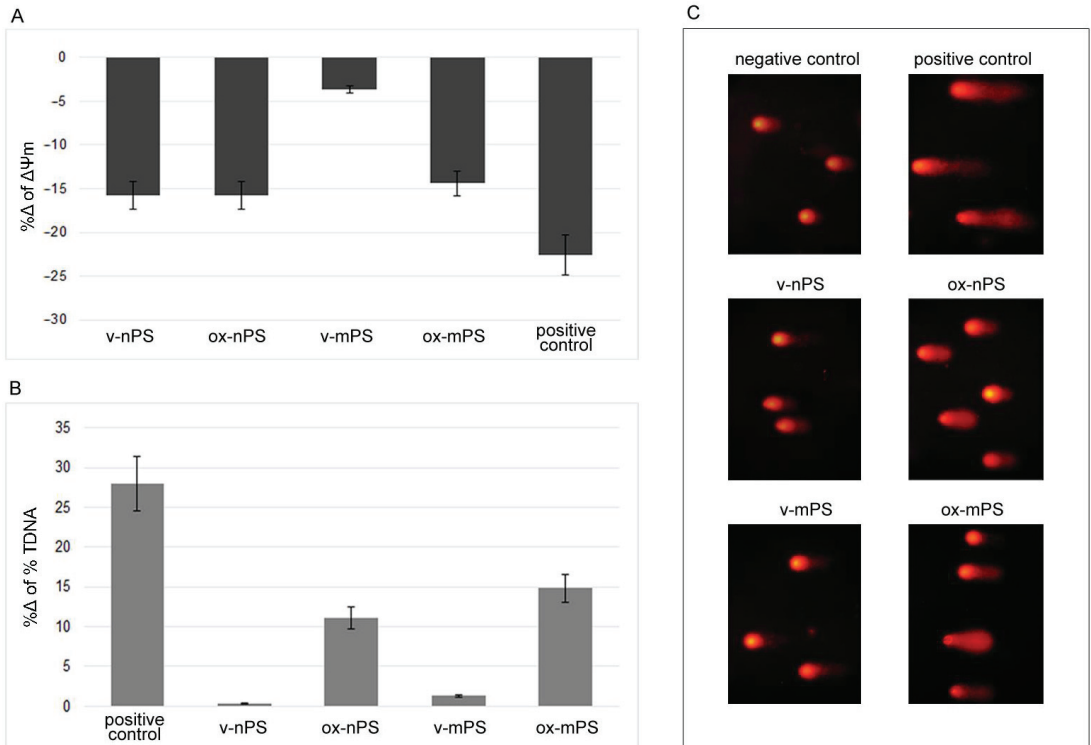 A
0
−5
−10
−15
−20
−25
−30
%Δ of ΔΨm
v-nPS ox-nPS v-mPS ox-mPS positive
control
B
35
30
25
20
15
10
5
0
%Δ of % TDNA
positive
control v-nPS ox-nPS v-mPS ox-mPS
C
negative control positive control
v-nPS ox-nPS
v-mPS ox-mPS